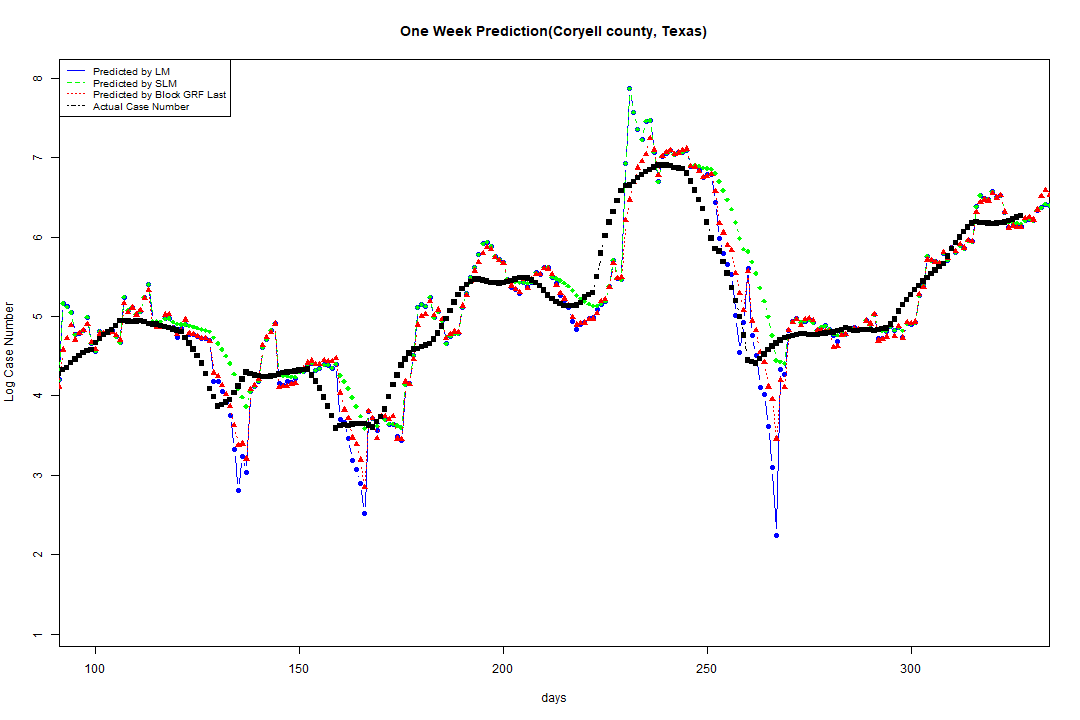 One Week Prediction(Coryell county, Texas)
Predicted by LM
Predicted by SLM
Predicted by Block GRF Last
Actual Case Number
Log Case Number
8
7
6
5
4
3
2
1
100 150 200 250 300
days